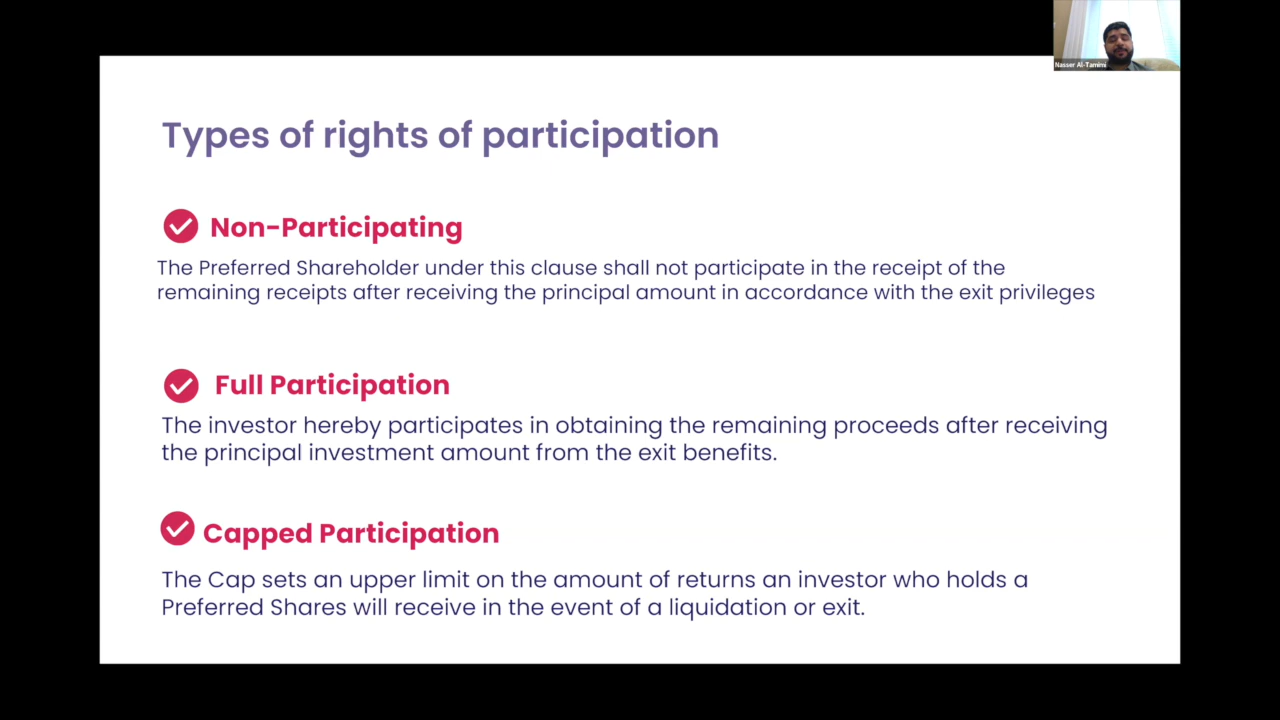 Nasser Al-Tamimi
Types of rights of participation
Non-Participating
The Preferred Shareholder under this clause shall not participate in the receipt of the
remaining receipts after receiving the principal amount in accordance with the exit privileges
Full Participation
The investor hereby participates in obtaining the remaining proceeds after receiving
the principal investment amount from the exit benefits.
Capped Participation
The Cap sets an upper limit on the amount of returns an investor who holds a
Preferred Shares will receive in the event of a liquidation or exit.